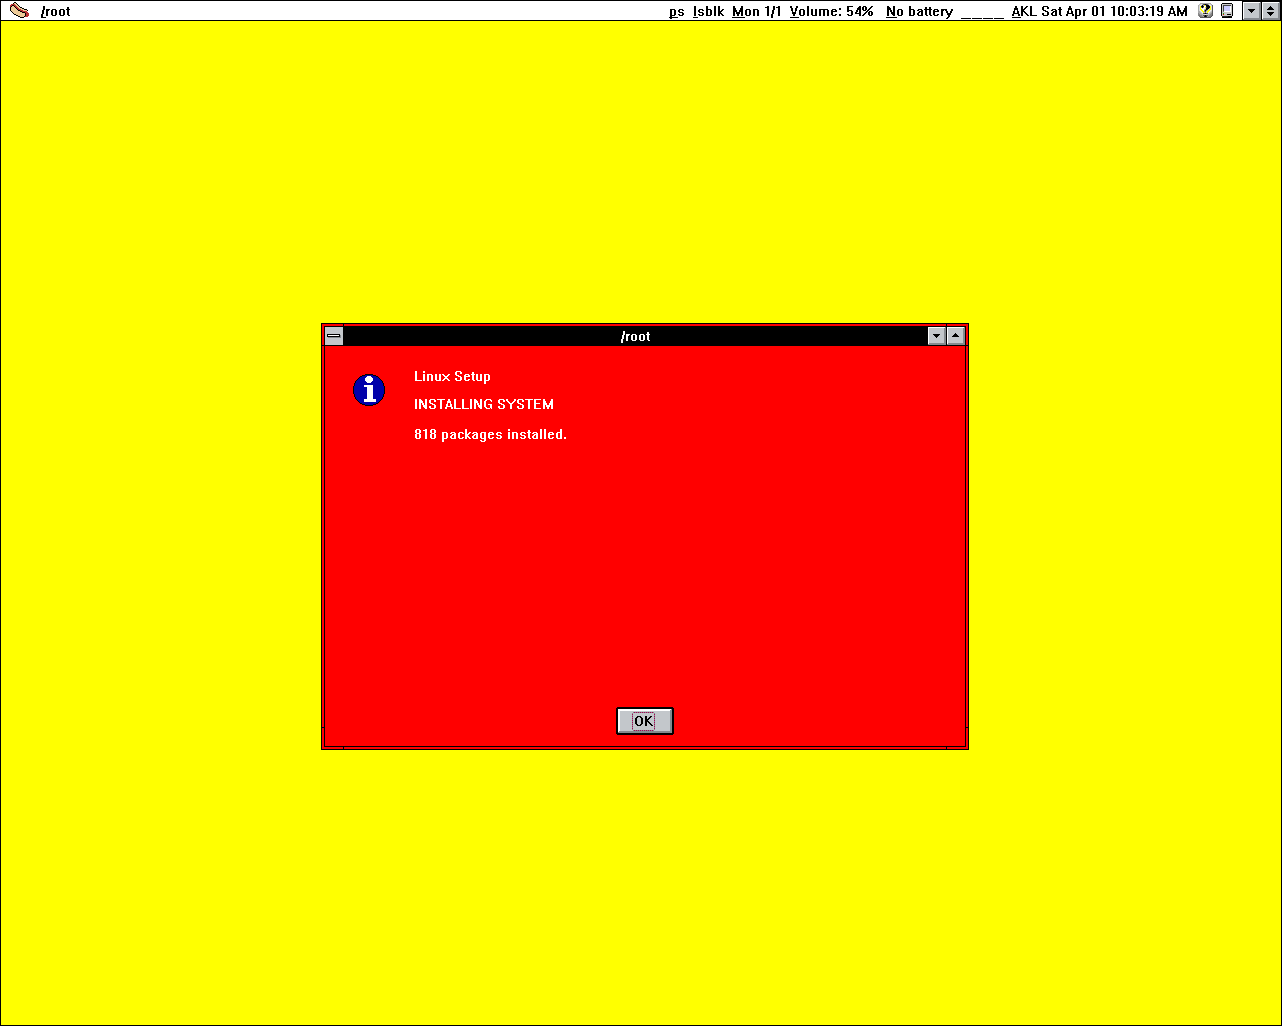 /root ps lsblk Mon 1/1 Volume: 54% No battery ____ AKL Sat Apr 01 10:03:19 AM
/root
Linux Setup
INSTALLING SYSTEM
818 packages installed.
OK